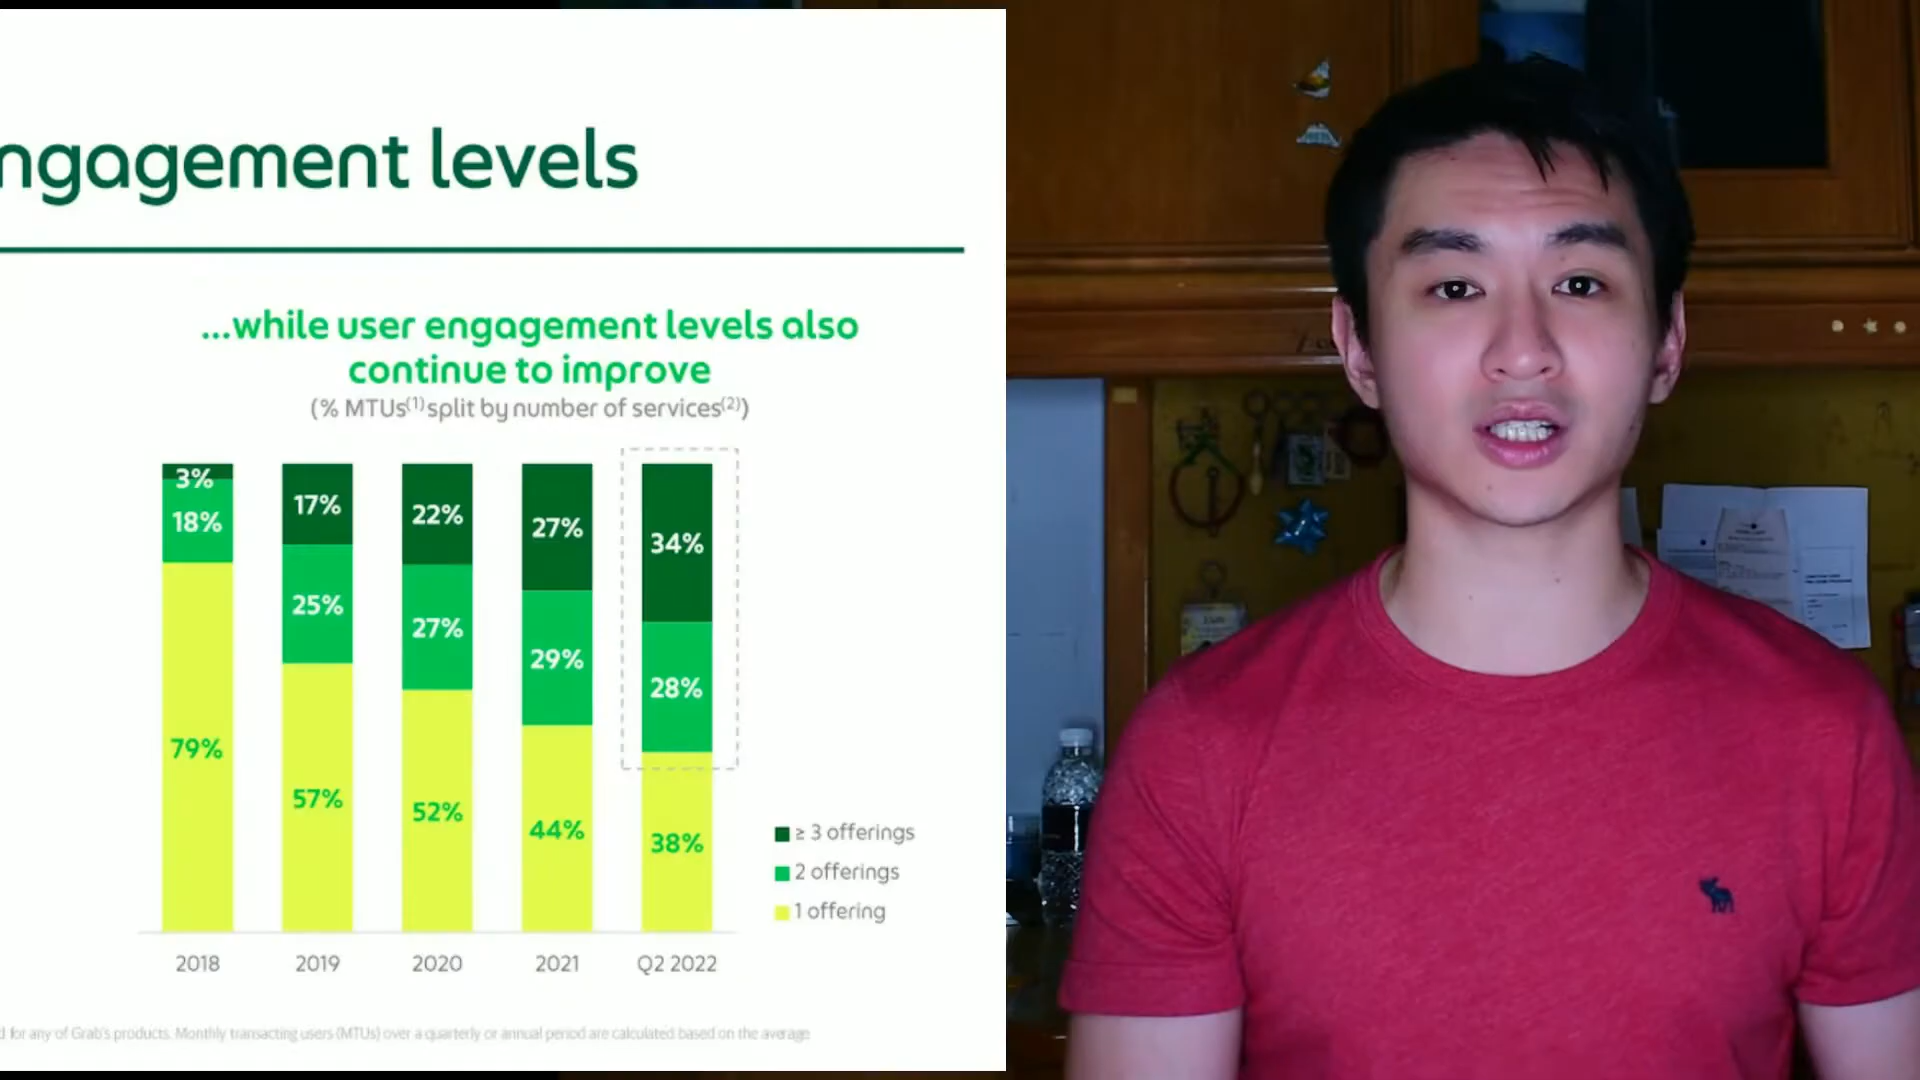 ngagement levels
...while user engagement levels also
continue to improve
(% MTUs(1) split by number of services(2))
3%
18%
79%
17%
25%
57%
22%
27%
52%
27%
29%
44%
34%
28%
38%
≥ 3 offerings
2 offerings
1 offering
2018 2019 2020 2021 Q2 2022
d for any of Grab's products. Monthly transacting users (MTUs) over a quarterly or annual period are calculated based on the average